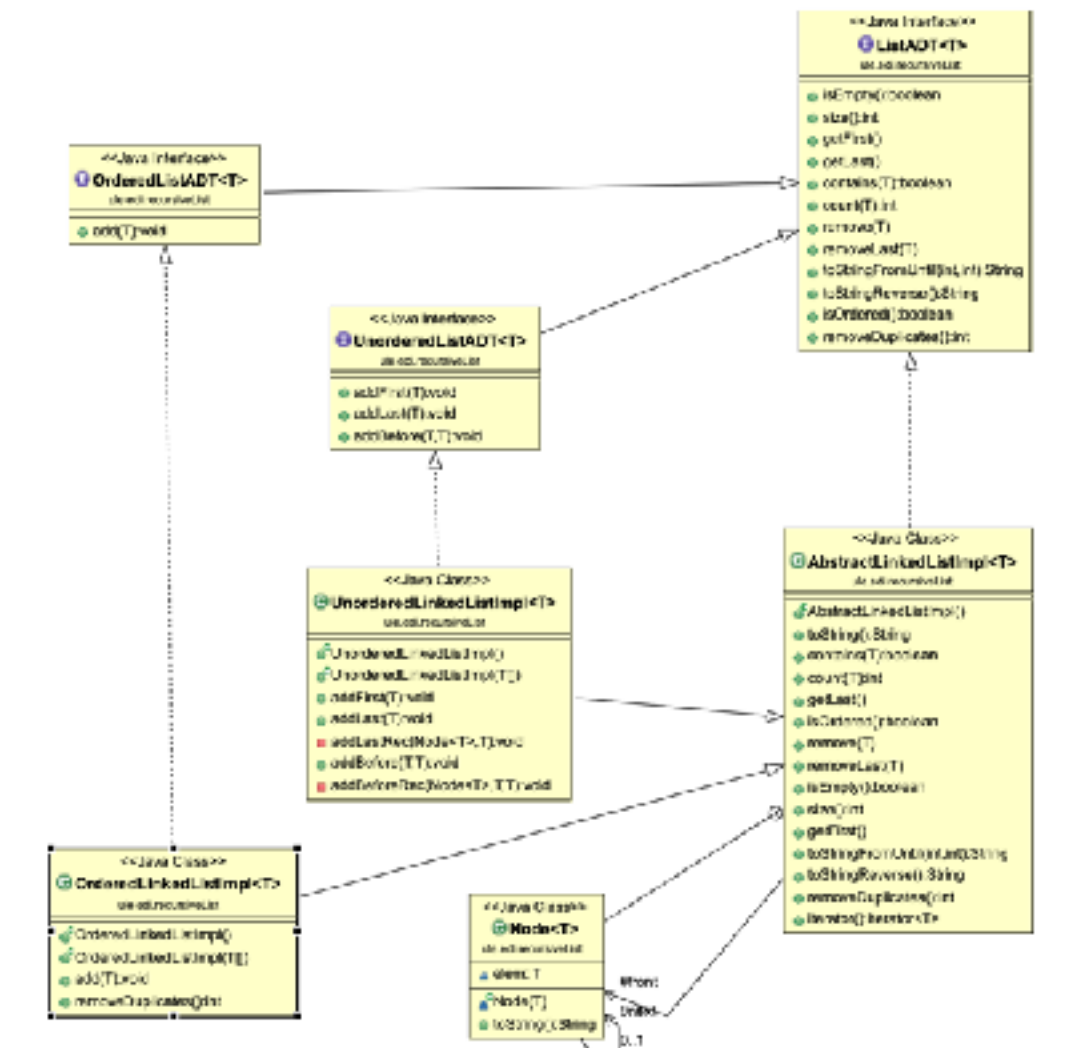 <<Java Interface>>
ListADT<T>
isEmpty():boolean
size():int
getFirst()
getLast()
contains(T):boolean
count(T):int
remove(T)
removeLast(T)
toStringFromUntil(int,int):String
toStringReverse():String
isOrdered():boolean
removeDuplicates():int
<<Java Interface>>
OrderedListADT<T>
add(T):void
<<Java Interface>>
UnorderedListADT<T>
addFirst(T):void
addLast(T):void
addBefore(T,T):void
<<Java Class>>
UnorderedLinkedListImpl<T>
UnorderedLinkedListImpl()
UnorderedLinkedListImpl(T[])
addFirst(T):void
addLast(T):void
addLastRec(Node<T>,T):void
addBefore(T,T):void
addBeforeRec(Node<T>,T,T):void
<<Java Class>>
AbstractLinkedListImpl<T>
AbstractLinkedListImpl()
toString():String
contains(T):boolean
count(T):int
getLast()
isOrdered():boolean
remove(T)
removeLast(T)
isEmpty():boolean
size():int
getFirst()
toStringFromUntil(int,int):String
toStringReverse():String
removeDuplicates():int
iterator():Iterator<T>
<<Java Class>>
OrderedLinkedListImpl<T>
OrderedLinkedListImpl()
OrderedLinkedListImpl(T[])
add(T):void
removeDuplicates():int
<<Java Class>>
Node<T>
elem: T
Node(T)
toString():String
#front
0..1